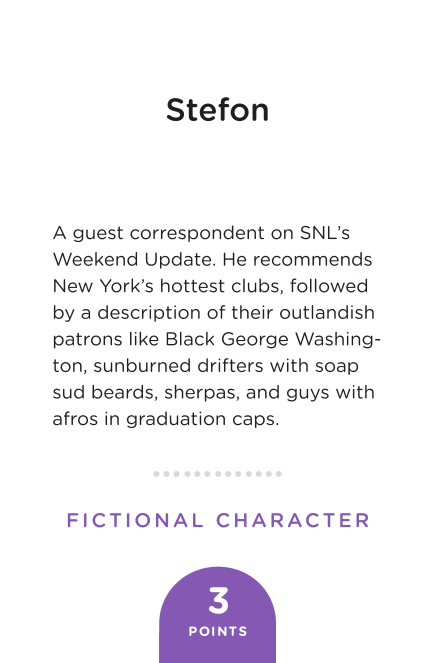 Stefon
A guest correspondent on SNL’s
Weekend Update. He recommends
New York’s hottest clubs, followed
by a description of their outlandish
patrons like Black George Washing-
ton, sunburned drifters with soap
sud beards, sherpas, and guys with
afros in graduation caps.
FICTIONAL CHARACTER
3
POINTS